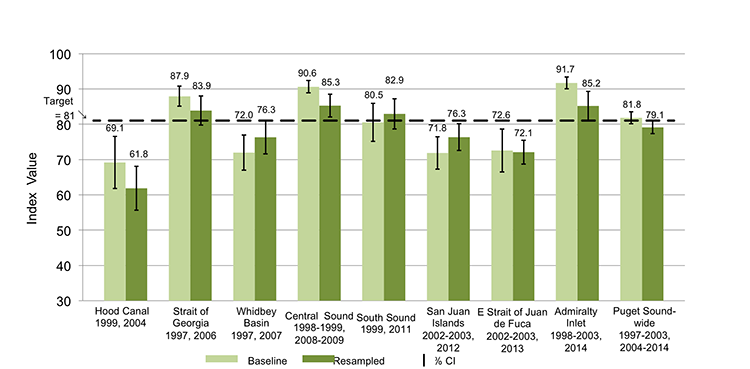 100
90
80
70
60
50
40
30
Index Value
Target
= 81
69.1 61.8
87.9 83.9
72.0 76.3
90.6 85.3
80.5 82.9
71.8 76.3
72.6 72.1
91.7 85.2
81.8 79.1
Hood Canal
1999, 2004
Strait of
Georgia
1997, 2006
Whidbey
Basin
1997, 2007
Central Sound
1998-1999,
2008-2009
South Sound
1999, 2011
San Juan
Islands
2002-2003,
2012
E Strait of Juan
de Fuca
2002-2003,
2013
Admiralty
Inlet
1998-2003,
2014
Puget Sound-
wide
1997-2003,
2004-2014
Baseline
Resampled
CI